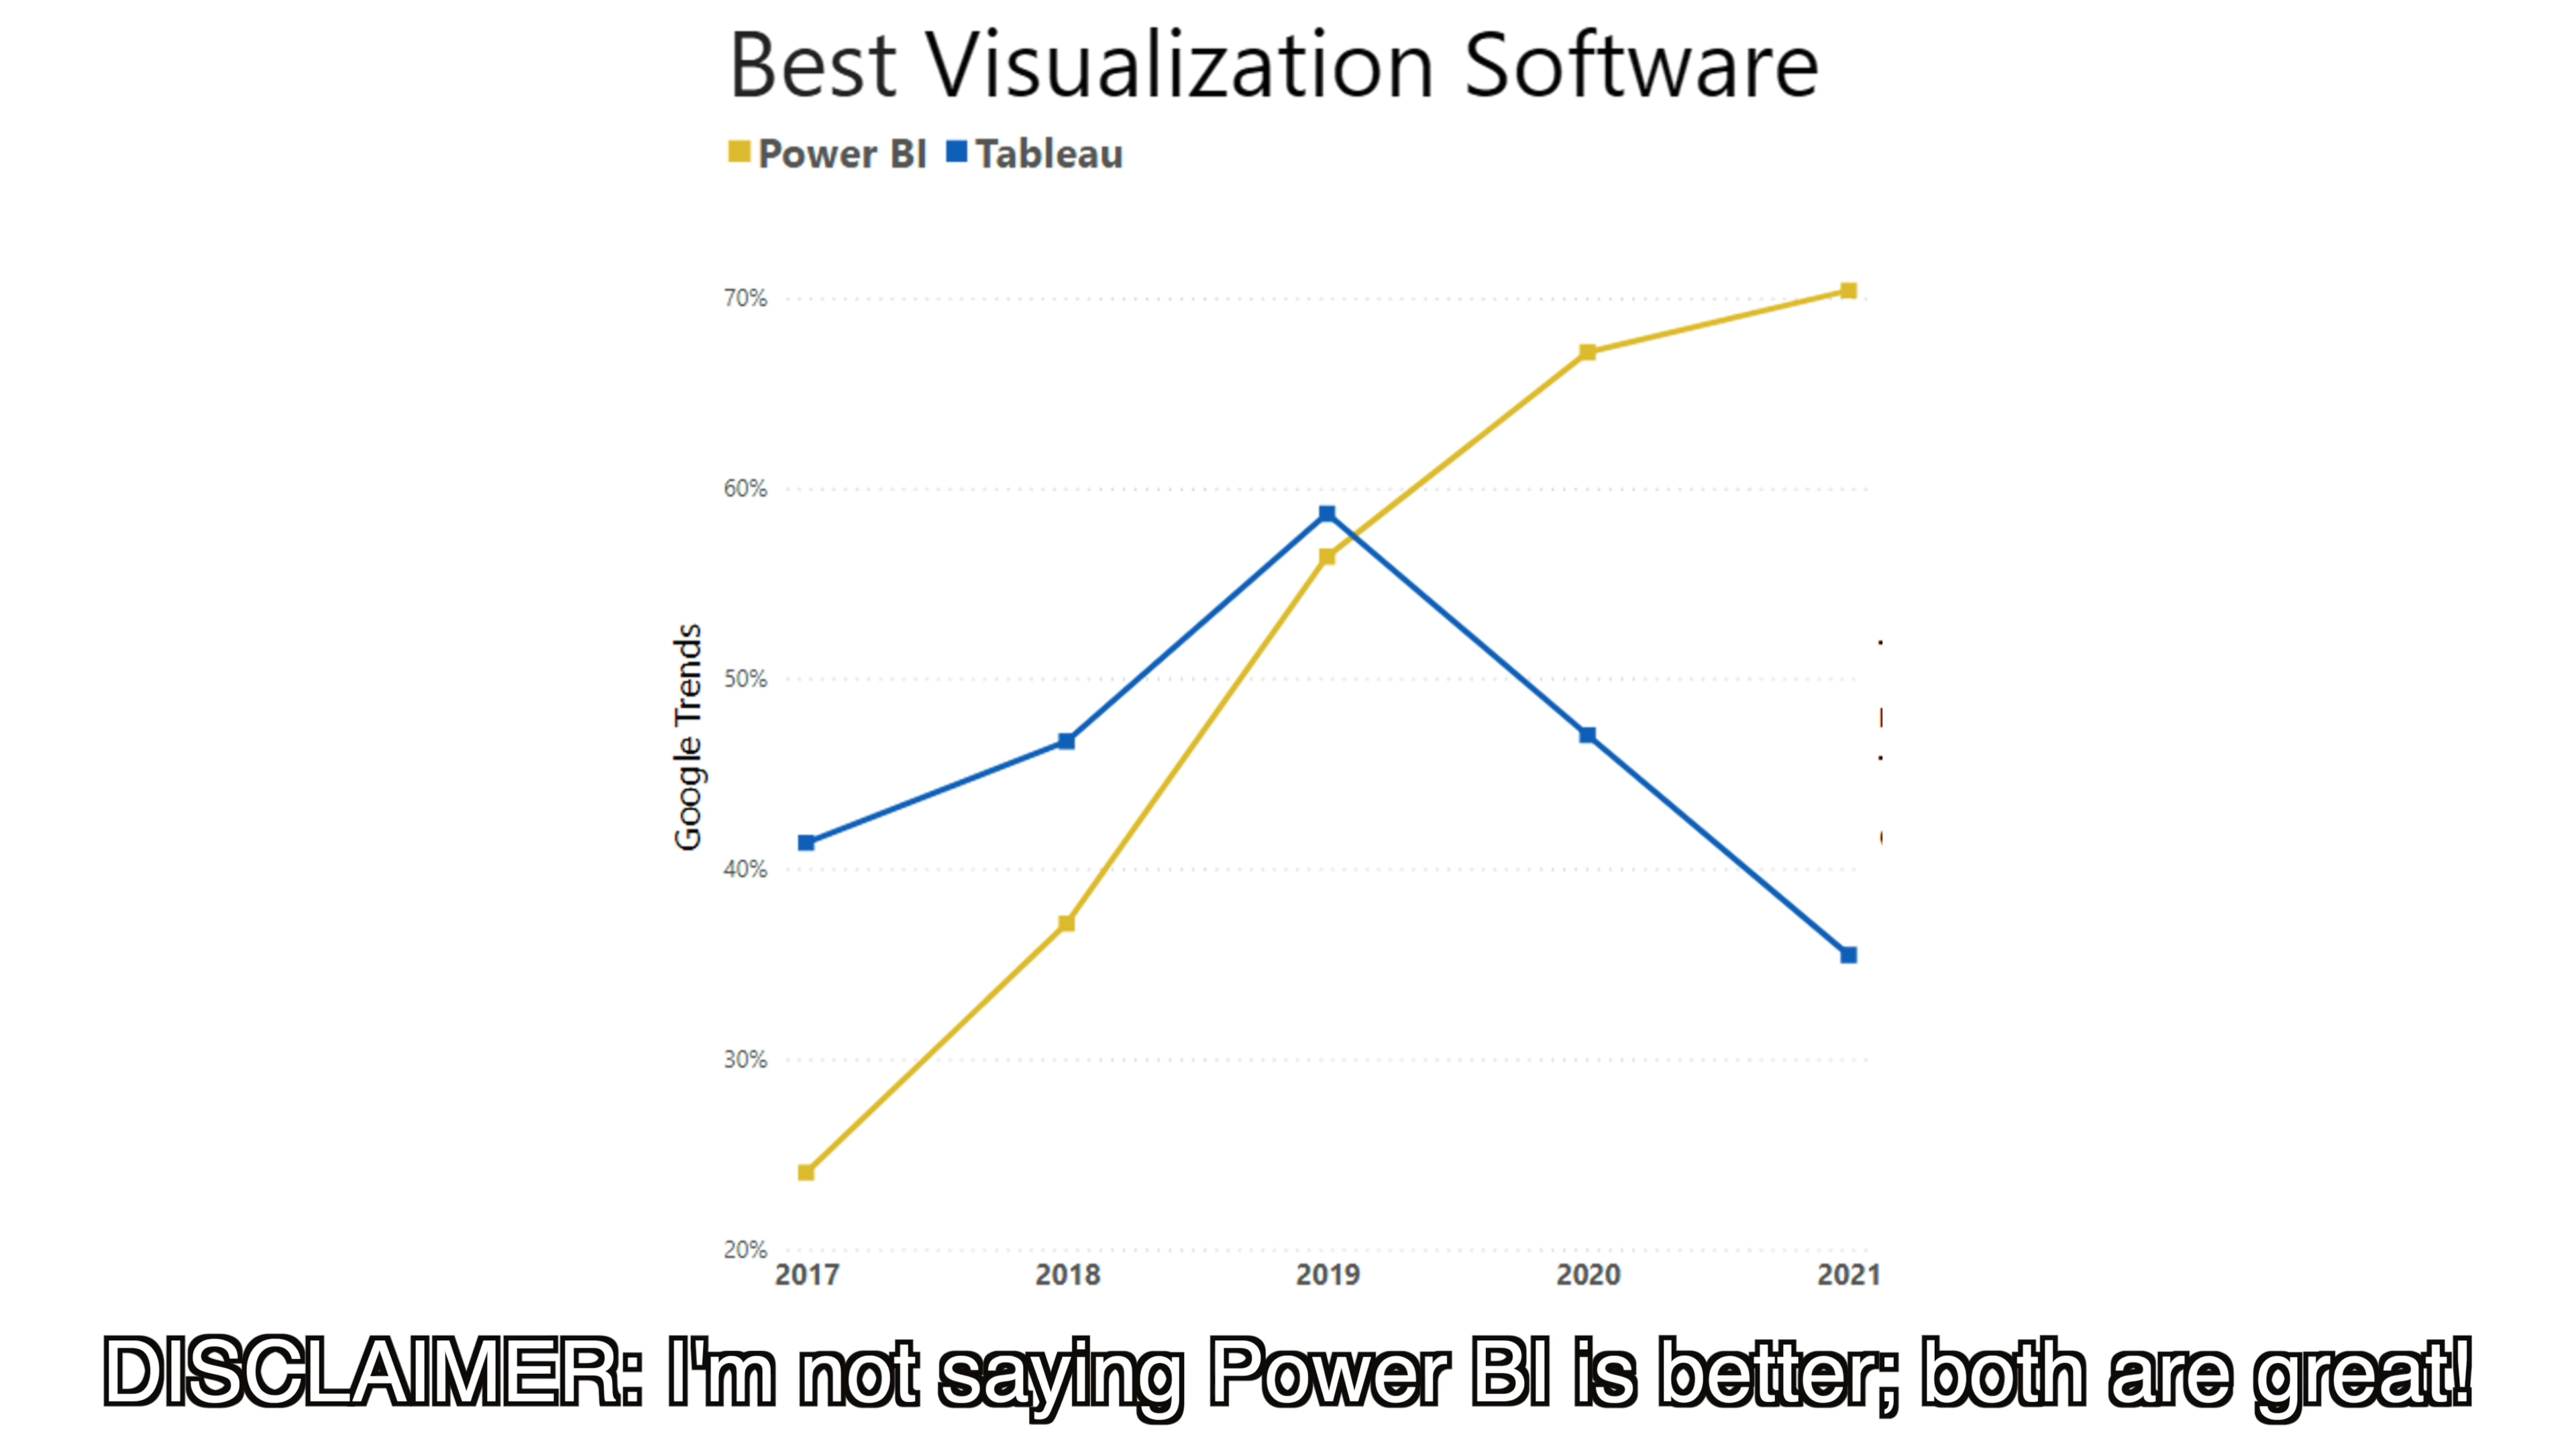 Best Visualization Software
Power BI Tableau
70%
60%
50%
40%
30%
20%
Google Trends
2017 2018 2019 2020 2021
DISCLAIMER: I'm not saying Power BI is better; both are great!